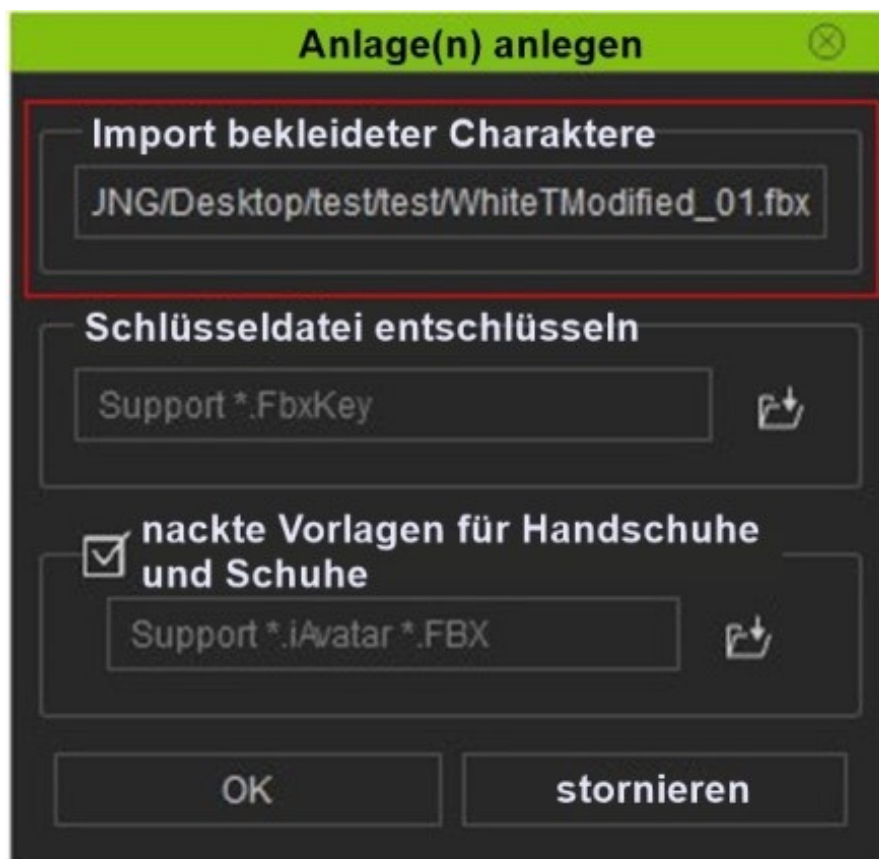 Anlage(n) anlegen
Import bekleideter Charaktere
JNG/Desktop/test/test/WhiteTModified_01.fbx
Schlüsseldatei entschlüsseln
Support *.FbxKey
nackte Vorlagen für Handschuhe
und Schuhe
Support *.iAvatar *.FBX
OK
stornieren